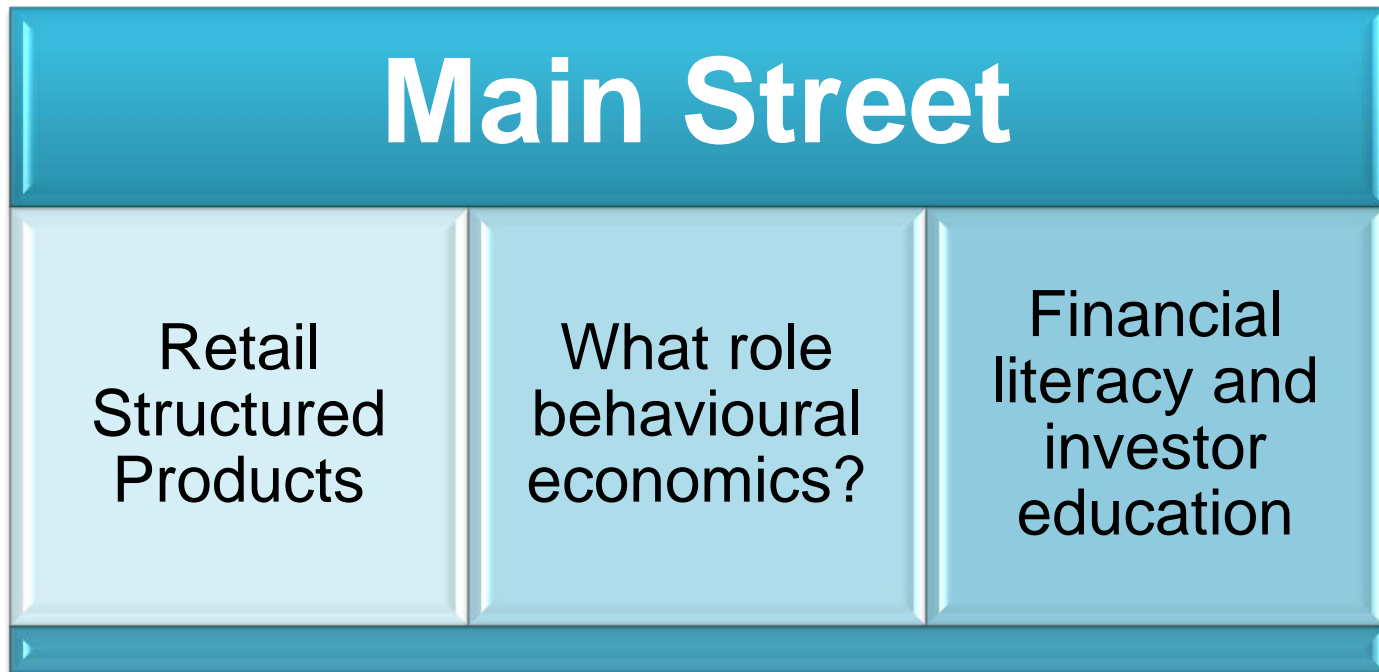 Main Street
Retail
Structured
Products
What role
behavioural
economics?
Financial
literacy and
investor
education